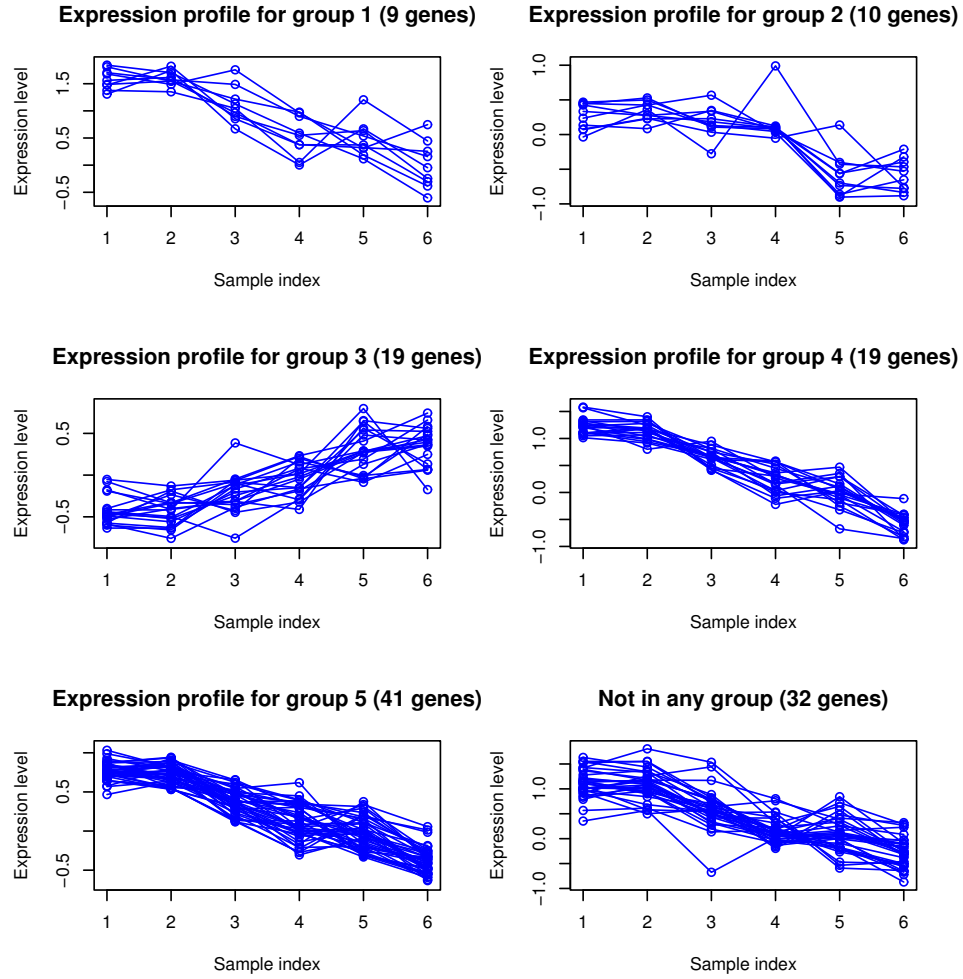 Expression profile for group 1 (9 genes)
Expression level
1.5
0.5
−0.5
1 2 3 4 5 6
Sample index
Expression profile for group 2 (10 genes)
Expression level
1.0
0.0
−1.0
1 2 3 4 5 6
Sample index
Expression profile for group 3 (19 genes)
Expression level
0.5
−0.5
1 2 3 4 5 6
Sample index
Expression profile for group 4 (19 genes)
Expression level
1.0
0.0
−1.0
1 2 3 4 5 6
Sample index
Expression profile for group 5 (41 genes)
Expression level
0.5
−0.5
1 2 3 4 5 6
Sample index
Not in any group (32 genes)
Expression level
1.0
0.0
−1.0
1 2 3 4 5 6
Sample index